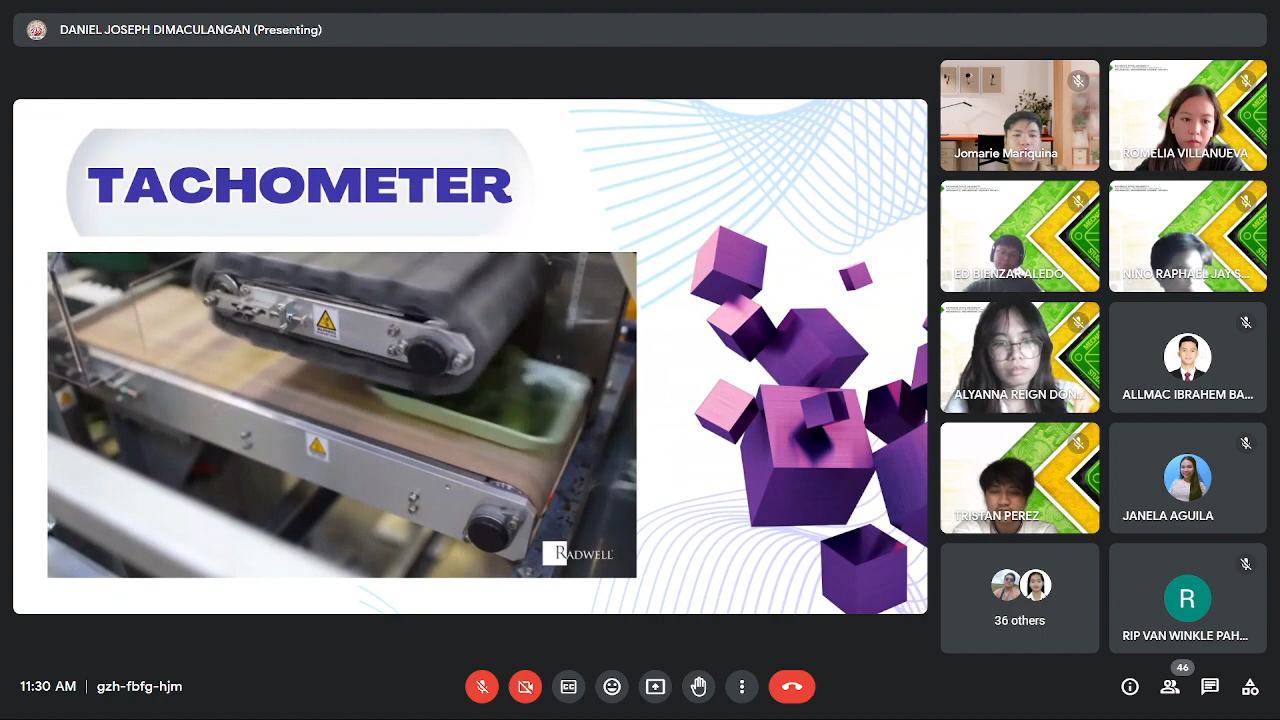 DANIEL JOSEPH DIMACULANGAN (Presenting)
TACHOMETER
RADWELL
Jomarie Mariquina
ROMELIA VILLANUEVA
ED BIENZAR ALEDO
NINO RAPHAEL JAY S...
ALYANNA REIGN DON...
ALLMAC IBRAHEM BA...
TRISTAN PEREZ
JANELA AGUILA
36 others
R
RIP VAN WINKLE PAH...
11:30 AM | gzh-fbfg-hjm
46